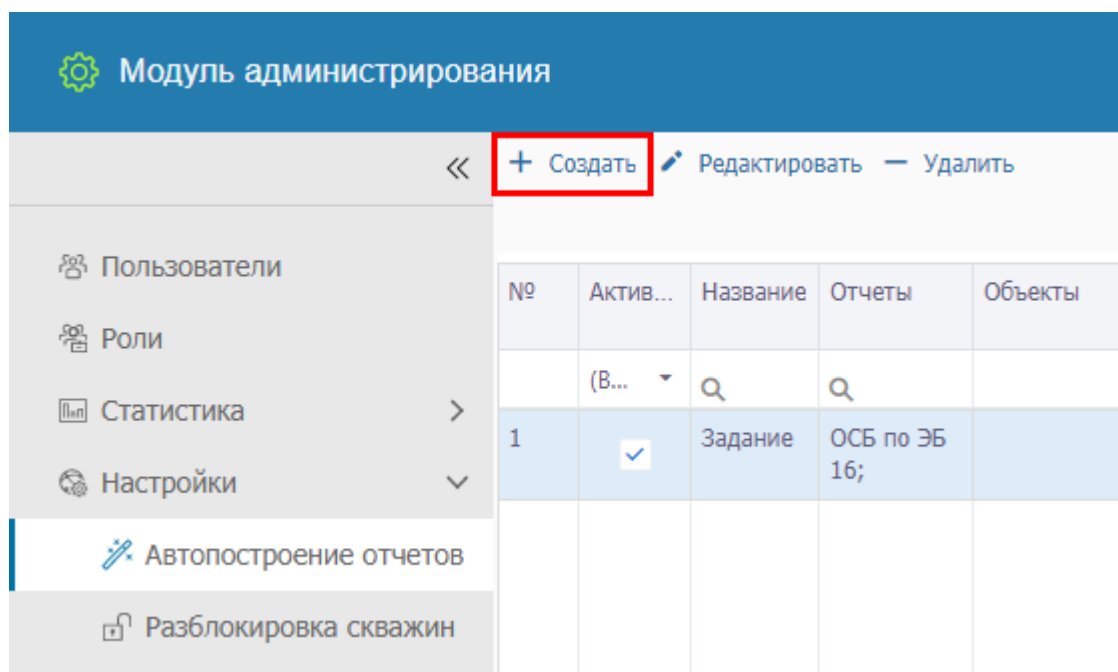 Модуль администрирования
+ Создать Редактировать — Удалить
Пользователи
Роли
Статистика
Настройки
Автопостроение отчетов
Разблокировка скважин
№ Актив... Название Отчеты Объекты
(В...
1 Задание ОСБ по ЭБ
16;